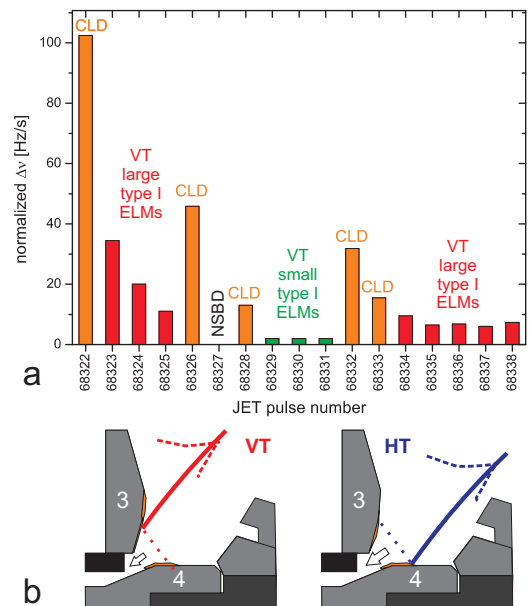 a
normalized Δν [Hz/s]
100
80
60
40
20
0
CLD
VT
large
type I
ELMs
CLD
NSBD
CLD
VT
small
type I
ELMs
CLD
CLD
VT
large
type I
ELMs
68322
68323
68324
68325
68326
68327
68328
68329
68330
68331
68332
68333
68334
68335
68336
68337
68338
JET pulse number
b
VT
3
4
HT
3
4